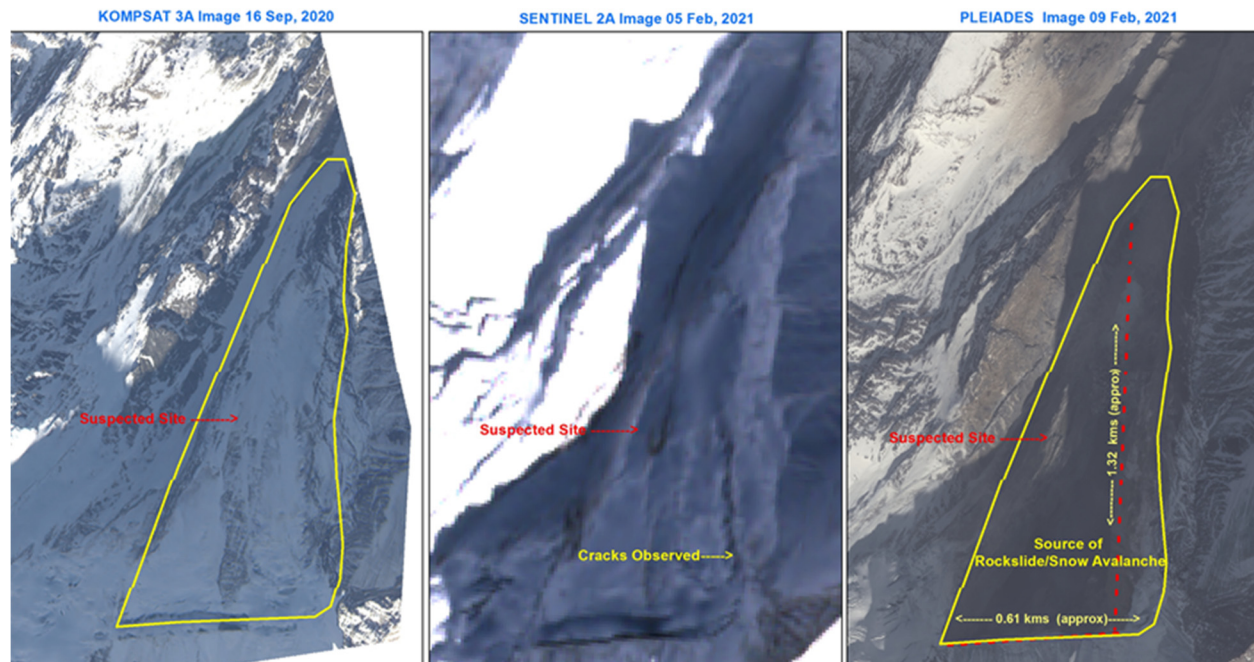 KOMPSAT 3A Image 16 Sep, 2020
SENTINEL 2A Image 05 Feb, 2021
PLEIADES Image 09 Feb, 2021
Suspected Site ------->
Suspected Site ------->
Cracks Observed----->
Suspected Site ------->
<-------- 1.32 kms (approx) -------->
Source of
Rockslide/Snow Avalanche
<------- 0.61 kms (approx)------>